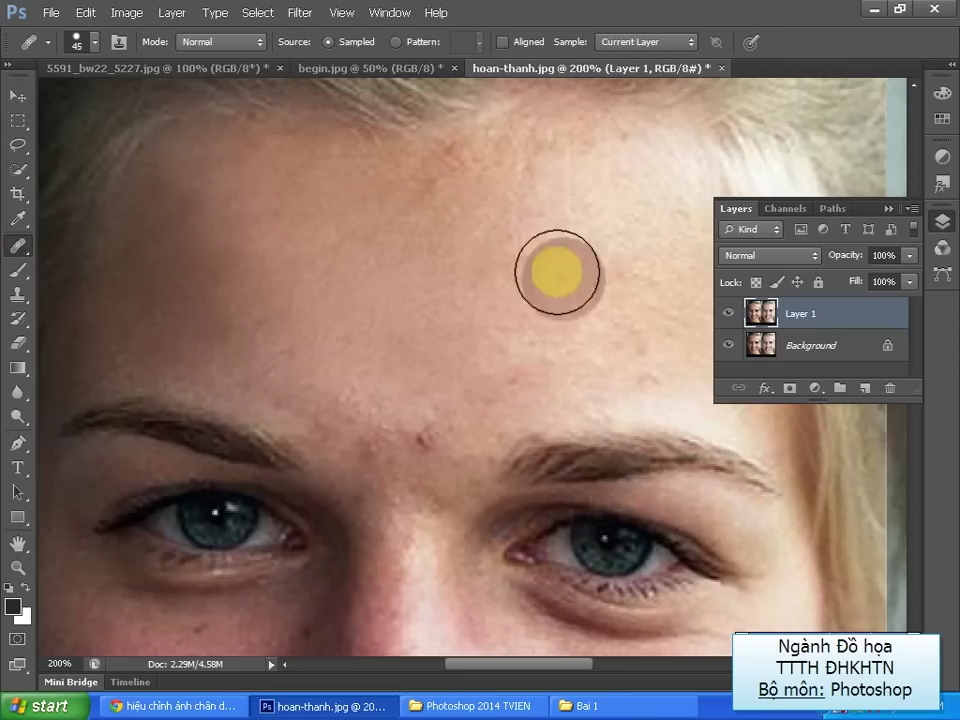 Ps File Edit Image Layer Type Select Filter View Window Help
45 Mode: Normal Source: Sampled Pattern: Aligned Sample: Current Layer
5591_bw22_5227.jpg @ 100% (RGB/8*) * × begin.jpg @ 50% (RGB/8) * × hoan-thanh.jpg @ 200% (Layer 1, RGB/8#) * ×
Layers Channels Paths
Kind
Normal Opacity: 100%
Lock: Fill: 100%
Layer 1
Background
200% Doc: 2.29M/4.58M
Mini Bridge Timeline
Ngành Đồ họa
TTTH ĐHKHTN
Bộ môn: Photoshop
start hiệu chỉnh ảnh chân d... Ps hoan-thanh.jpg @ 20... Photoshop 2014 TVIEN Bai 1